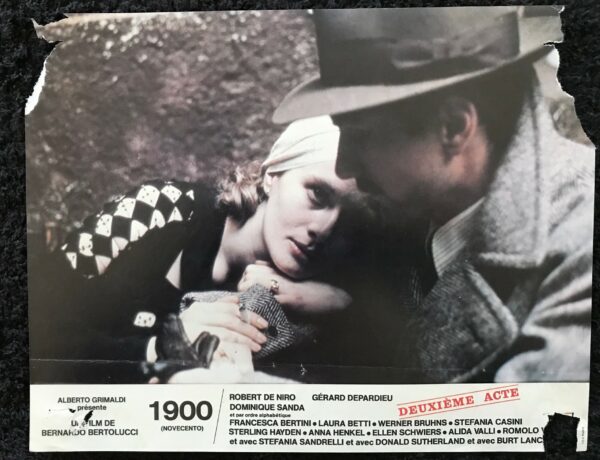 ALBERTO GRIMALDI
présente
UN FILM DE
BERNARDO BERTOLUCCI
1900
(NOVECENTO)
ROBERT DE NIRO GÉRARD DEPARDIEU
DOMINIQUE SANDA
et par ordre alphabétique
FRANCESCA BERTINI • LAURA BETTI • WERNER BRUHNS • STEFANIA CASINI
STERLING HAYDEN • ANNA HENKEL • ELLEN SCHWIERS • ALIDA VALLI • ROMOLO V
et avec STEFANIA SANDRELLI et avec DONALD SUTHERLAND et avec BURT LANC
DEUXIÈME ACTE